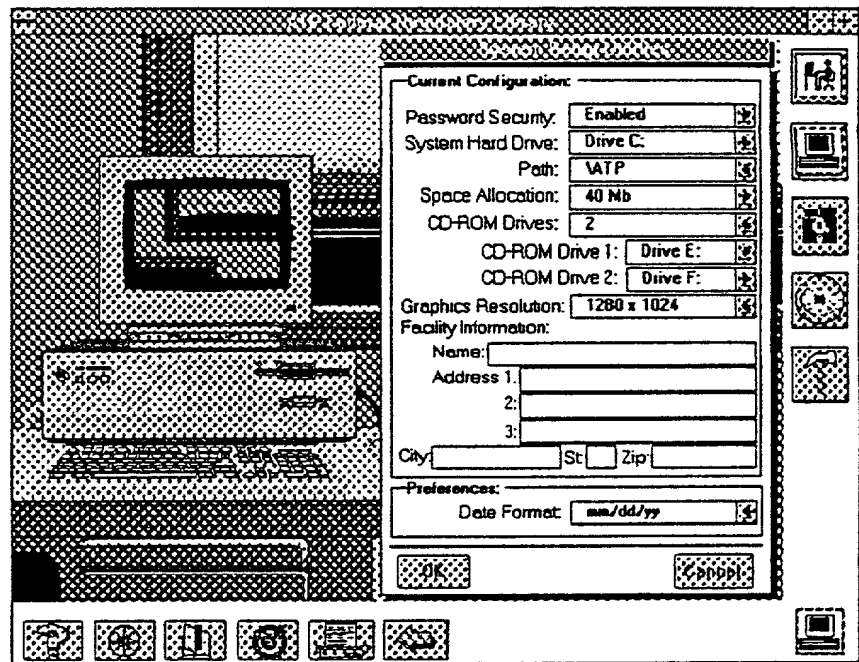 Current Configuration:
Password Security: Enabled
System Hard Drive: Drive C:
Path: \ATP
Space Allocation: 40 Mb
CD-ROM Drives: 2
CD-ROM Drive 1: Drive E:
CD-ROM Drive 2: Drive F:
Graphics Resolution: 1280 x 1024
Facility Information:
Name:
Address 1.
2:
3:
City: St: Zip:
Preferences:
Date Format: mm/dd/yy
OK Cancel